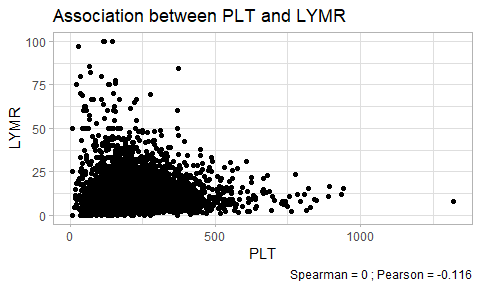 Association between PLT and LYMR
100
75
50
25
0
LYMR
0
500
1000
PLT
Spearman = 0 ; Pearson = -0.116